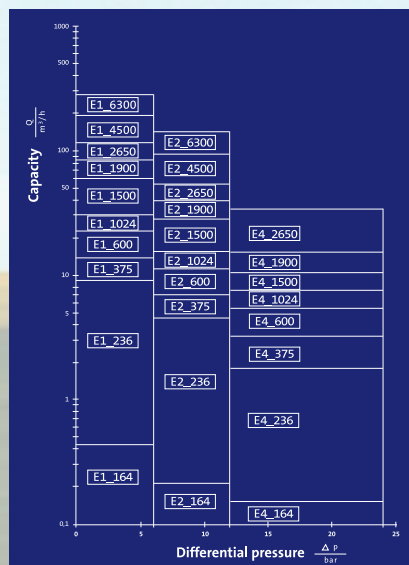 1000
500
100
50
10
5
1
0,1
Capacity Q m³/h
E1_6300
E1_4500
E1_2650
E1_1900
E1_1500
E1_1024
E1_600
E1_375
E1_236
E1_164
E2_6300
E2_4500
E2_2650
E2_1900
E2_1500
E2_1024
E2_600
E2_375
E2_236
E2_164
E4_2650
E4_1900
E4_1500
E4_1024
E4_600
E4_375
E4_236
E4_164
0 5 10 15 20 25
Differential pressure Δ P
bar